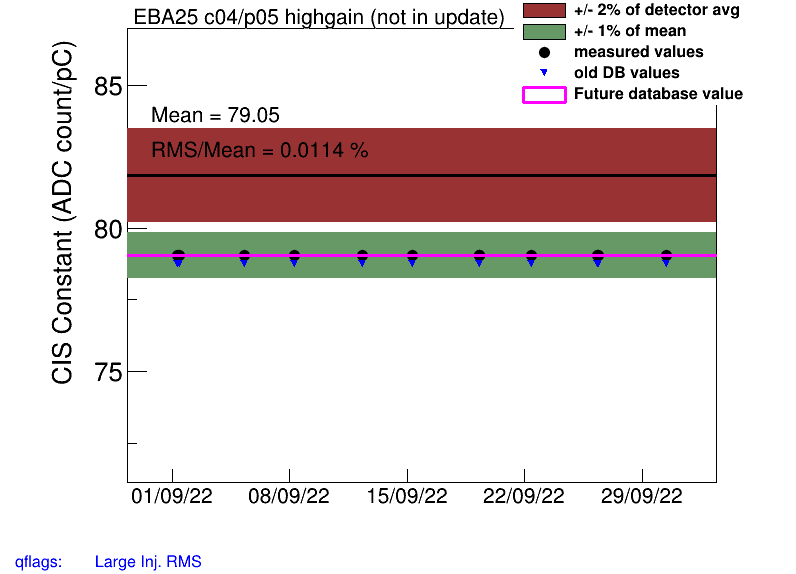 EBA25 c04/p05 highgain (not in update)
+/- 2% of detector avg
+/- 1% of mean
measured values
old DB values
Future database value
CIS Constant (ADC count/pC)
85
Mean = 79.05
RMS/Mean = 0.0114 %
80
75
01/09/22 08/09/22 15/09/22 22/09/22 29/09/22
qflags: Large Inj. RMS